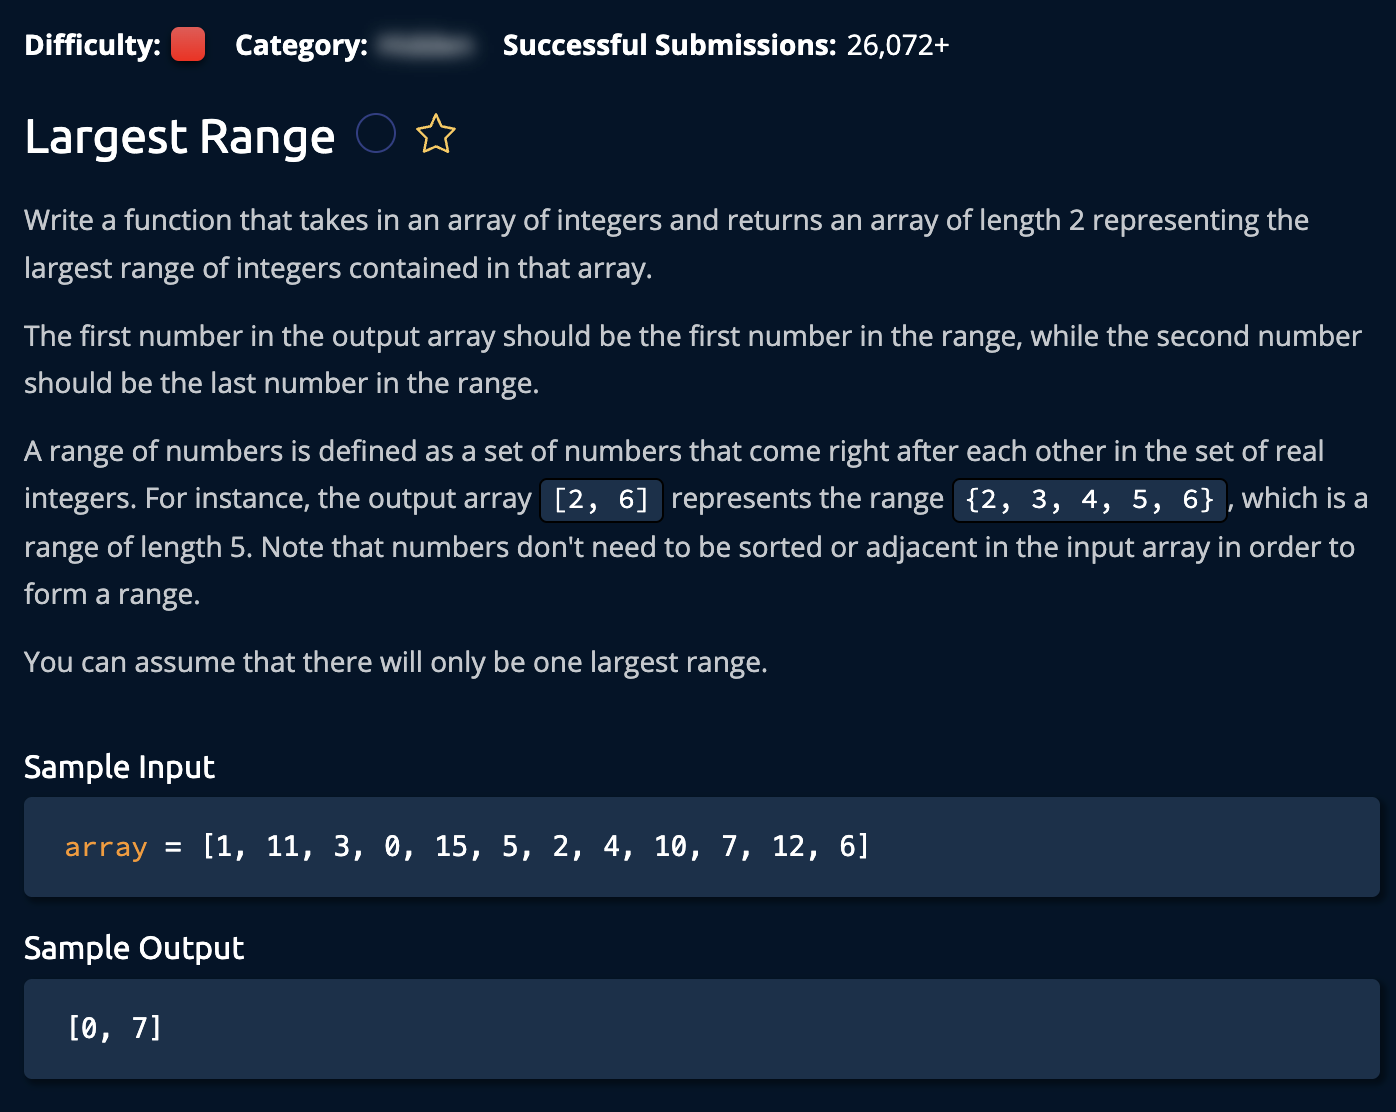 Difficulty: Category: Successful Submissions: 26,072+
Largest Range
Write a function that takes in an array of integers and returns an array of length 2 representing the
largest range of integers contained in that array.
The first number in the output array should be the first number in the range, while the second number
should be the last number in the range.
A range of numbers is defined as a set of numbers that come right after each other in the set of real
integers. For instance, the output array [2, 6] represents the range {2, 3, 4, 5, 6}, which is a
range of length 5. Note that numbers don't need to be sorted or adjacent in the input array in order to
form a range.
You can assume that there will only be one largest range.
Sample Input
array = [1, 11, 3, 0, 15, 5, 2, 4, 10, 7, 12, 6]
Sample Output
[0, 7]